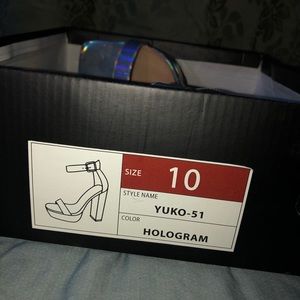 SIZE 10
STYLE NAME
YUKO-51
COLOR
HOLOGRAM